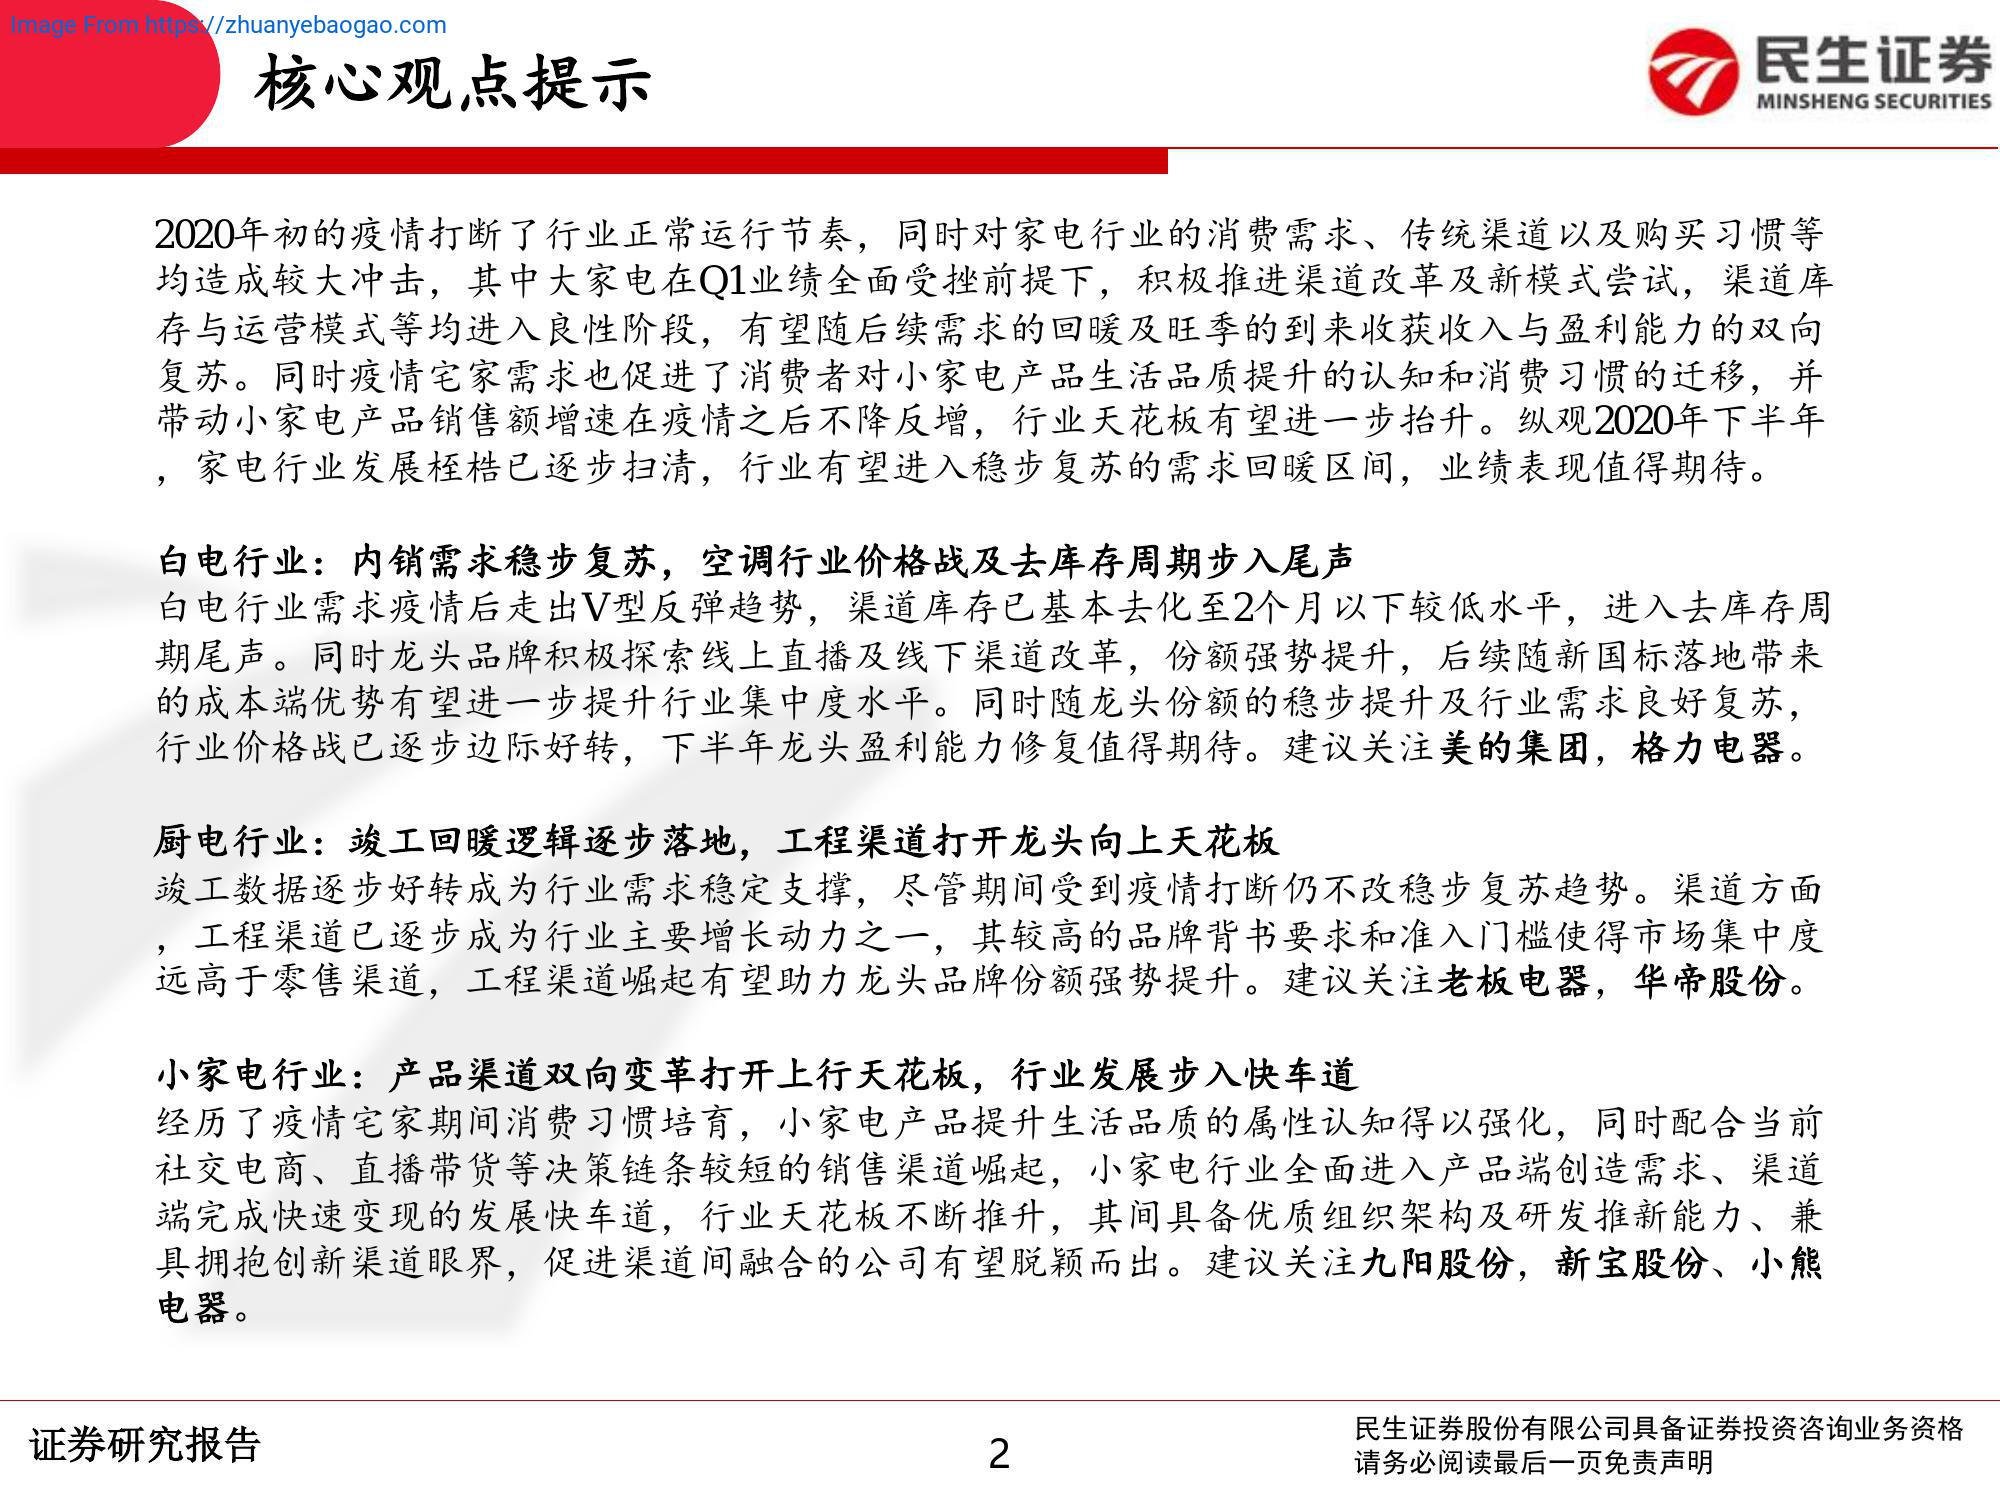 Image From https://zhuanyebaogao.com
核心观点提示
民生证券
MINSHENG SECURITIES
2020年初的疫情打断了行业正常运行节奏，同时对家电行业的消费需求、传统渠道以及购买习惯等
均造成较大冲击，其中大家电在Q1业绩全面受挫前提下，积极推进渠道改革及新模式尝试，渠道库
存与运营模式等均进入良性阶段，有望随后续需求的回暖及旺季的到来收获收入与盈利能力的双向
复苏。同时疫情宅家需求也促进了消费者对小家电产品生活品质提升的认知和消费习惯的迁移，并
带动小家电产品销售额增速在疫情之后不降反增，行业天花板有望进一步抬升。纵观2020年下半年
，家电行业发展桎梏已逐步扫清，行业有望进入稳步复苏的需求回暖区间，业绩表现值得期待。
白电行业：内销需求稳步复苏，空调行业价格战及去库存周期步入尾声
白电行业需求疫情后走出V型反弹趋势，渠道库存已基本去化至2个月以下较低水平，进入去库存周
期尾声。同时龙头品牌积极探索线上直播及线下渠道改革，份额强势提升，后续随新国标落地带来
的成本端优势有望进一步提升行业集中度水平。同时随龙头份额的稳步提升及行业需求良好复苏，
行业价格战已逐步边际好转，下半年龙头盈利能力修复值得期待。建议关注美的集团，格力电器。
厨电行业：竣工回暖逻辑逐步落地，工程渠道打开龙头向上天花板
竣工数据逐步好转成为行业需求稳定支撑，尽管期间受到疫情打断仍不改稳步复苏趋势。渠道方面
，工程渠道已逐步成为行业主要增长动力之一，其较高的品牌背书要求和准入门槛使得市场集中度
远高于零售渠道，工程渠道崛起有望助力龙头品牌份额强势提升。建议关注老板电器，华帝股份。
小家电行业：产品渠道双向变革打开上行天花板，行业发展步入快车道
经历了疫情宅家期间消费习惯培育，小家电产品提升生活品质的属性认知得以强化，同时配合当前
社交电商、直播带货等决策链条较短的销售渠道崛起，小家电行业全面进入产品端创造需求、渠道
端完成快速变现的发展快车道，行业天花板不断推升，其间具备优质组织架构及研发推新能力、兼
具拥抱创新渠道眼界，促进渠道间融合的公司有望脱颖而出。建议关注九阳股份，新宝股份、小熊
电器。
证券研究报告
2
民生证券股份有限公司具备证券投资咨询业务资格
请务必阅读最后一页免责声明